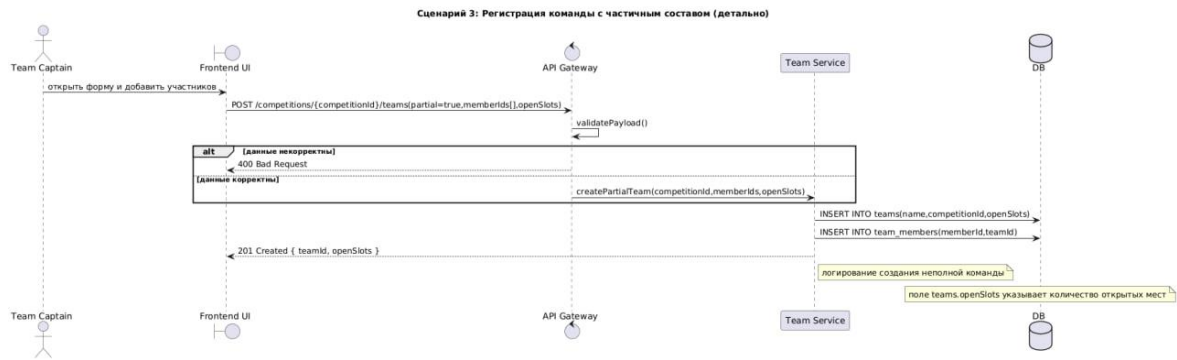 Сценарий 3: Регистрация команды с частичным составом (детально)
Team Captain
Frontend UI
API Gateway
Team Service
DB
открыть форму и добавить участников
POST /competitions/{competitionId}/teams(partial=true,memberIds[],openSlots)
validatePayload()
alt [данные некорректны]
400 Bad Request
[данные корректны]
createPartialTeam(competitionId,memberIds,openSlots)
INSERT INTO teams(name,competitionId,openSlots)
INSERT INTO team_members(memberId,teamId)
201 Created { teamId, openSlots }
логирование создания неполной команды
поле teams.openSlots указывает количество открытых мест
Team Captain
Frontend UI
API Gateway
Team Service
DB